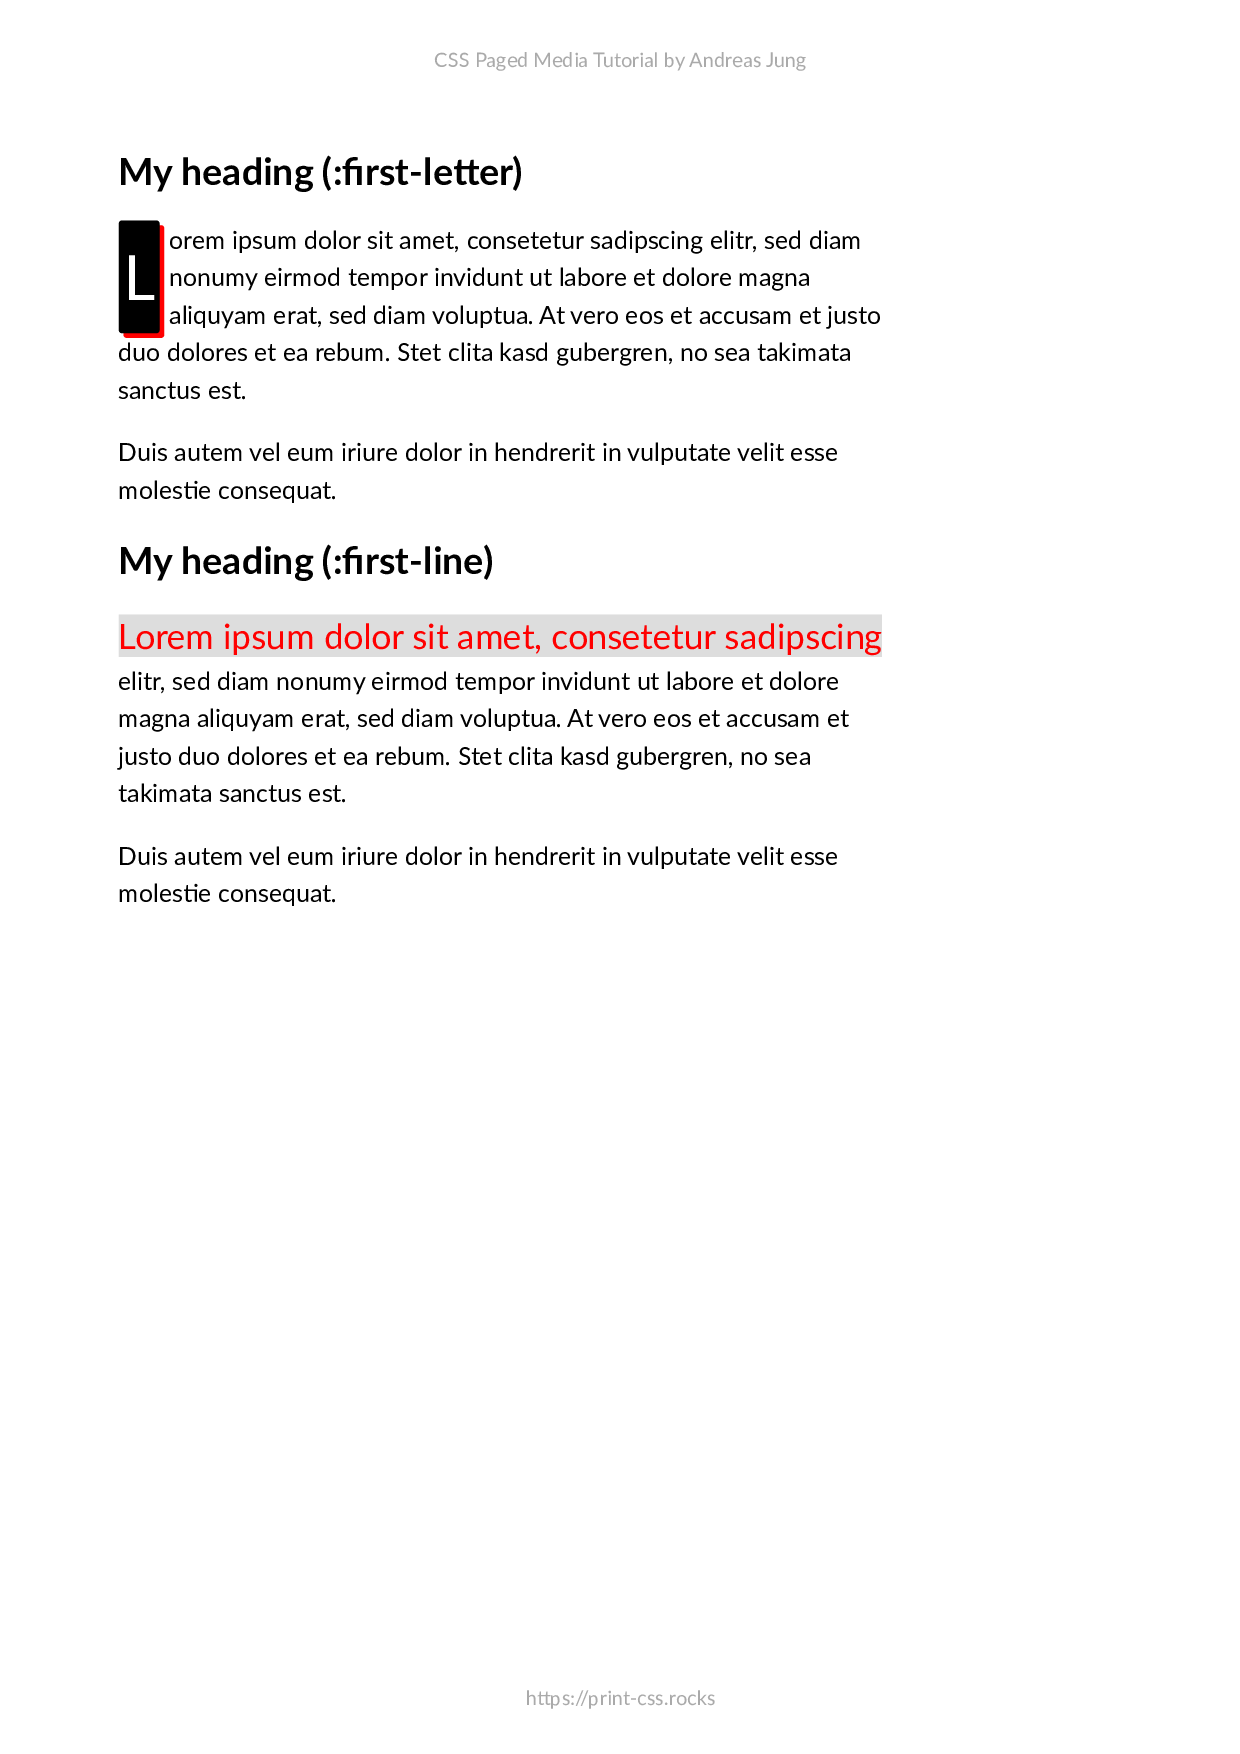 CSS Paged Media Tutorial by Andreas Jung
My heading (:first-letter)
Lorem ipsum dolor sit amet, consetetur sadipscing elitr, sed diam
nonumy eirmod tempor invidunt ut labore et dolore magna
aliquyam erat, sed diam voluptua. At vero eos et accusam et justo
duo dolores et ea rebum. Stet clita kasd gubergren, no sea takimata
sanctus est.
Duis autem vel eum iriure dolor in hendrerit in vulputate velit esse
molestie consequat.
My heading (:first-line)
Lorem ipsum dolor sit amet, consetetur sadipscing
elitr, sed diam nonumy eirmod tempor invidunt ut labore et dolore
magna aliquyam erat, sed diam voluptua. At vero eos et accusam et
justo duo dolores et ea rebum. Stet clita kasd gubergren, no sea
takimata sanctus est.
Duis autem vel eum iriure dolor in hendrerit in vulputate velit esse
molestie consequat.
https://print-css.rocks